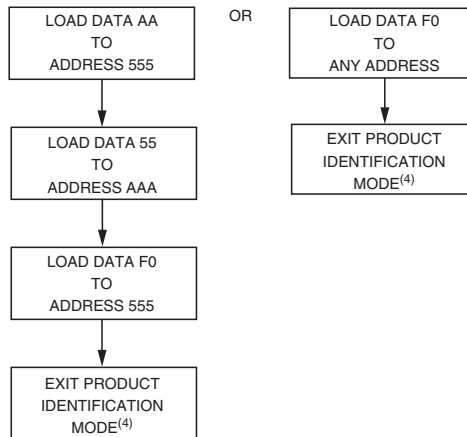 LOAD DATA AA
TO
ADDRESS 555
LOAD DATA 55
TO
ADDRESS AAA
LOAD DATA F0
TO
ADDRESS 555
EXIT PRODUCT
IDENTIFICATION
MODE(4)
OR
LOAD DATA F0
TO
ANY ADDRESS
EXIT PRODUCT
IDENTIFICATION
MODE(4)